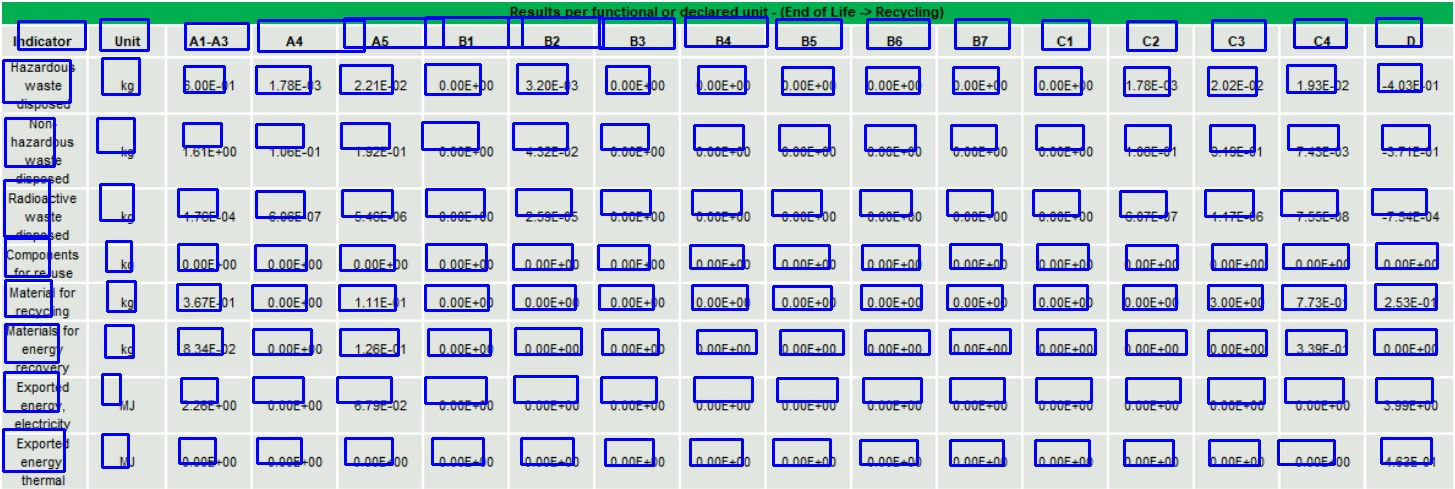 Results per functional or declared unit - (End of Life -> Recycling)
Indicator Unit A1-A3 A4 A5 B1 B2 B3 B4 B5 B6 B7 C1 C2 C3 C4 D
Hazardous waste disposed kg 6.00E-01 1.78E-03 2.21E-02 0.00E+00 3.20E-03 0.00E+00 0.00E+00 0.00E+00 0.00E+00 0.00E+00 0.00E+00 1.78E-03 2.02E-02 1.93E-02 -4.03E-01
Non-hazardous waste disposed kg 1.61E+00 1.06E-01 1.92E-01 0.00E+00 4.32E-02 0.00E+00 0.00E+00 0.00E+00 0.00E+00 0.00E+00 0.00E+00 1.06E-01 3.19E-01 7.43E-03 -3.71E-01
Radioactive waste disposed kg 1.76E-04 6.06E-07 5.46E-06 0.00E+00 2.59E-05 0.00E+00 0.00E+00 0.00E+00 0.00E+00 0.00E+00 0.00E+00 6.07E-07 1.17E-06 7.55E-08 -7.54E-04
Components for re-use kg 0.00E+00 0.00E+00 0.00E+00 0.00E+00 0.00E+00 0.00E+00 0.00E+00 0.00E+00 0.00E+00 0.00E+00 0.00E+00 0.00E+00 0.00E+00 0.00E+00 0.00E+00
Material for recycling kg 3.67E-01 0.00E+00 1.11E-01 0.00E+00 0.00E+00 0.00E+00 0.00E+00 0.00E+00 0.00E+00 0.00E+00 0.00E+00 0.00E+00 3.00E+00 7.73E-01 2.53E-01
Materials for energy recovery kg 8.34E-02 0.00E+00 1.26E-01 0.00E+00 0.00E+00 0.00E+00 0.00E+00 0.00E+00 0.00E+00 0.00E+00 0.00E+00 0.00E+00 0.00E+00 3.39E-01 0.00E+00
Exported energy, electricity MJ 2.26E+00 0.00E+00 6.79E-02 0.00E+00 0.00E+00 0.00E+00 0.00E+00 0.00E+00 0.00E+00 0.00E+00 0.00E+00 0.00E+00 0.00E+00 0.00E+00 3.99E+00
Exported energy thermal MJ 0.00E+00 0.00E+00 0.00E+00 0.00E+00 0.00E+00 0.00E+00 0.00E+00 0.00E+00 0.00E+00 0.00E+00 0.00E+00 0.00E+00 0.00E+00 0.00E+00